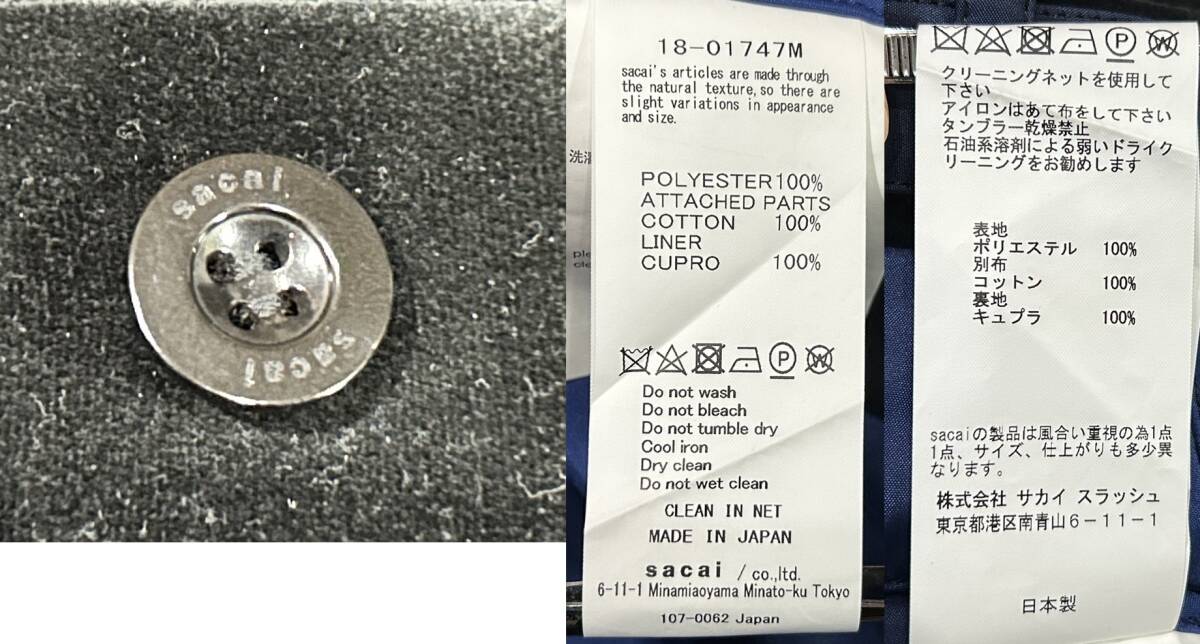 sacai
sacai
18-01747M
sacai's articles are made through
the natural texture, so there are
slight variations in appearance
and size.
POLYESTER 100%
ATTACHED PARTS
COTTON 100%
LINER
CUPRO 100%
Do not wash
Do not bleach
Do not tumble dry
Cool iron
Dry clean
Do not wet clean
CLEAN IN NET
MADE IN JAPAN
sacai / co.,ltd.
6-11-1 Minamiaoyama Minato-ku Tokyo
107-0062 Japan
洗濯
ple
cle
P
W
P
W
クリーニングネットを使用して
下さい
アイロンはあて布をして下さい
タンブラー乾燥禁止
石油系溶剤による弱いドライク
リーニングをお勧めします
表地
ポリエステル 100%
別布
コットン 100%
裏地
キュプラ 100%
sacaiの製品は風合い重視の為1点
1点、サイズ、仕上がりも多少異
なります。
株式会社 サカイ スラッシュ
東京都港区南青山6-11-1
日本製